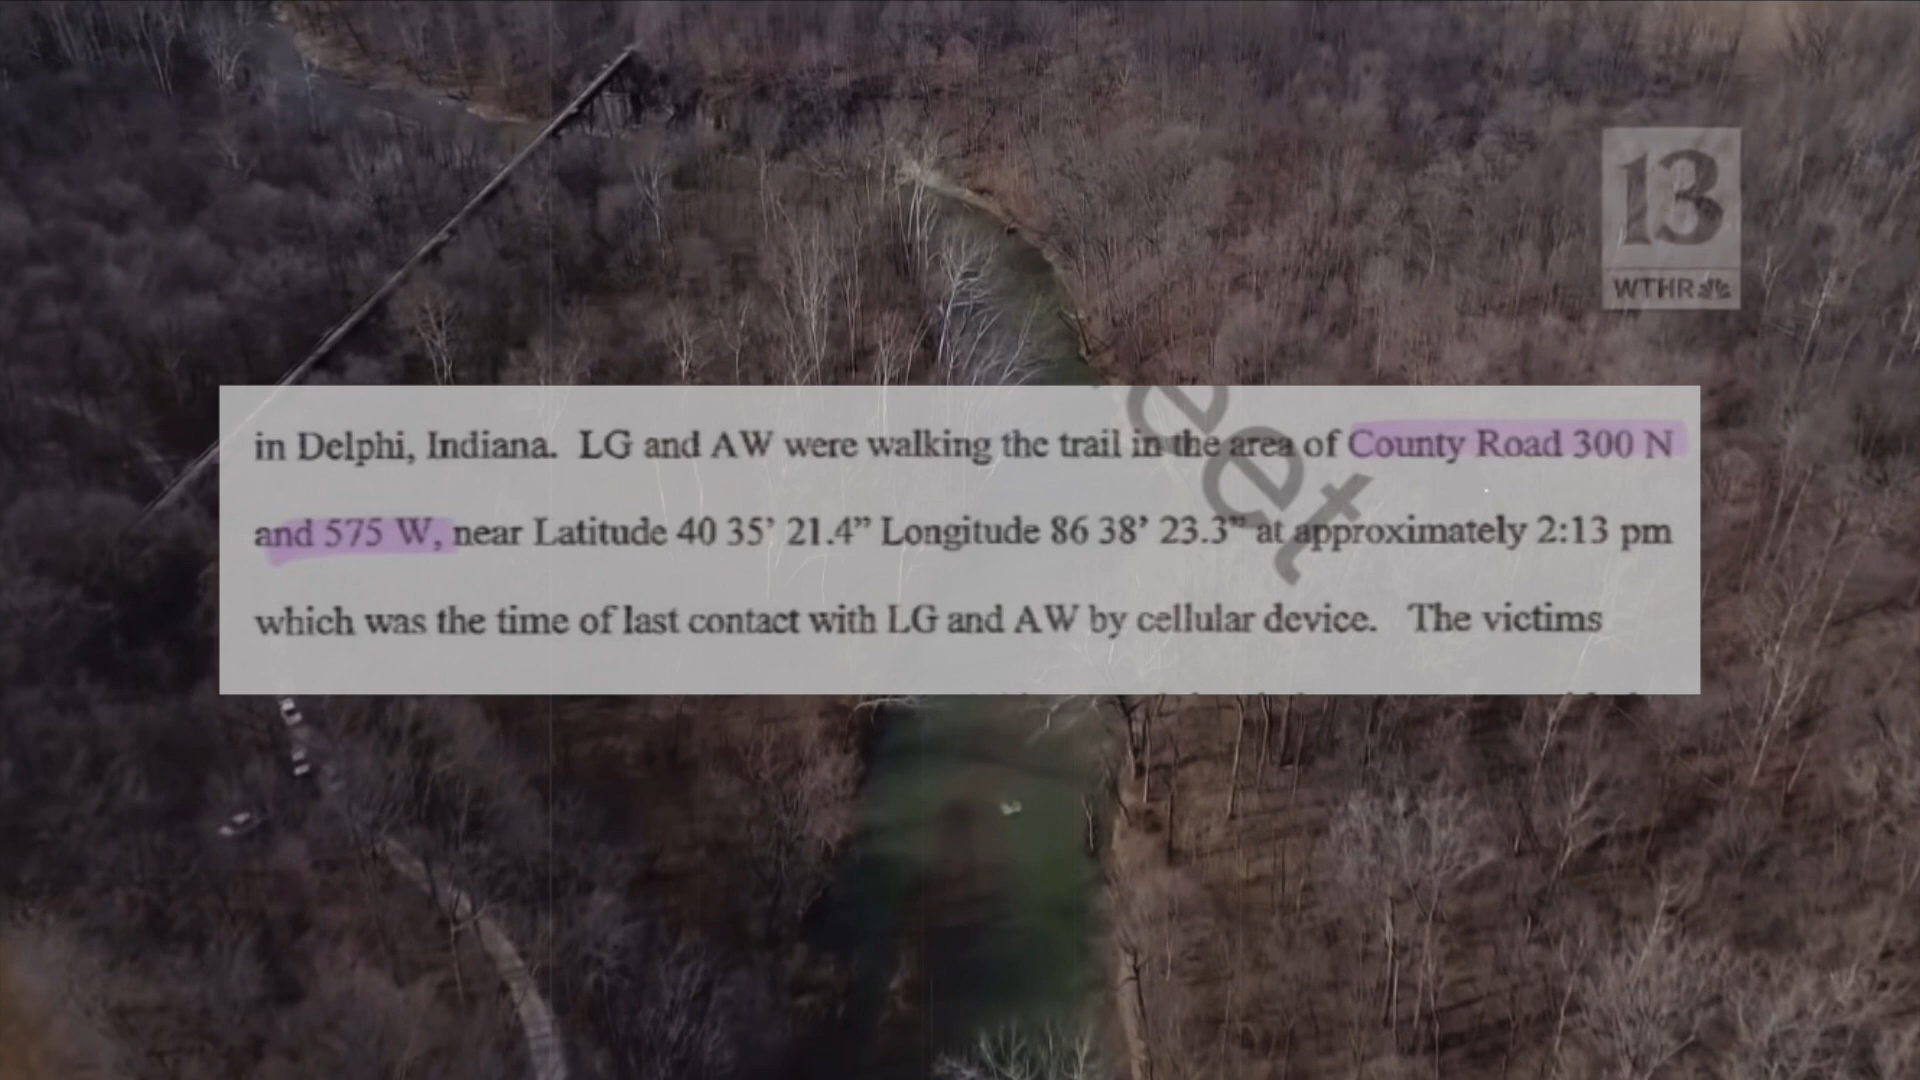 13
WTHR
eet
in Delphi, Indiana.  LG and AW were walking the trail in the area of County Road 300 N
and 575 W, near Latitude 40 35’ 21.4” Longitude 86 38’ 23.3” at approximately 2:13 pm
which was the time of last contact with LG and AW by cellular device.   The victims